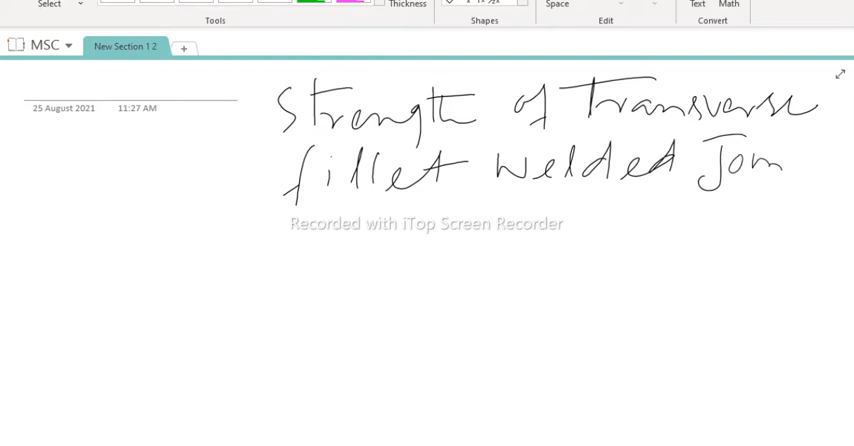 Select
Tools
Thickness
Shapes
Space
Edit
Text Math
Convert
MSC
New Section 1 2
+
25 August 2021 11:27 AM
Strength of Transverse
fillet welded Join
Recorded with iTop Screen Recorder